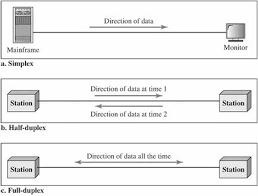 Direction of data
Mainframe
Monitor
a. Simplex
Direction of data at time 1
Station
Station
Direction of data at time 2
b. Half-duplex
Direction of data all the time
Station
Station
c. Full-duplex